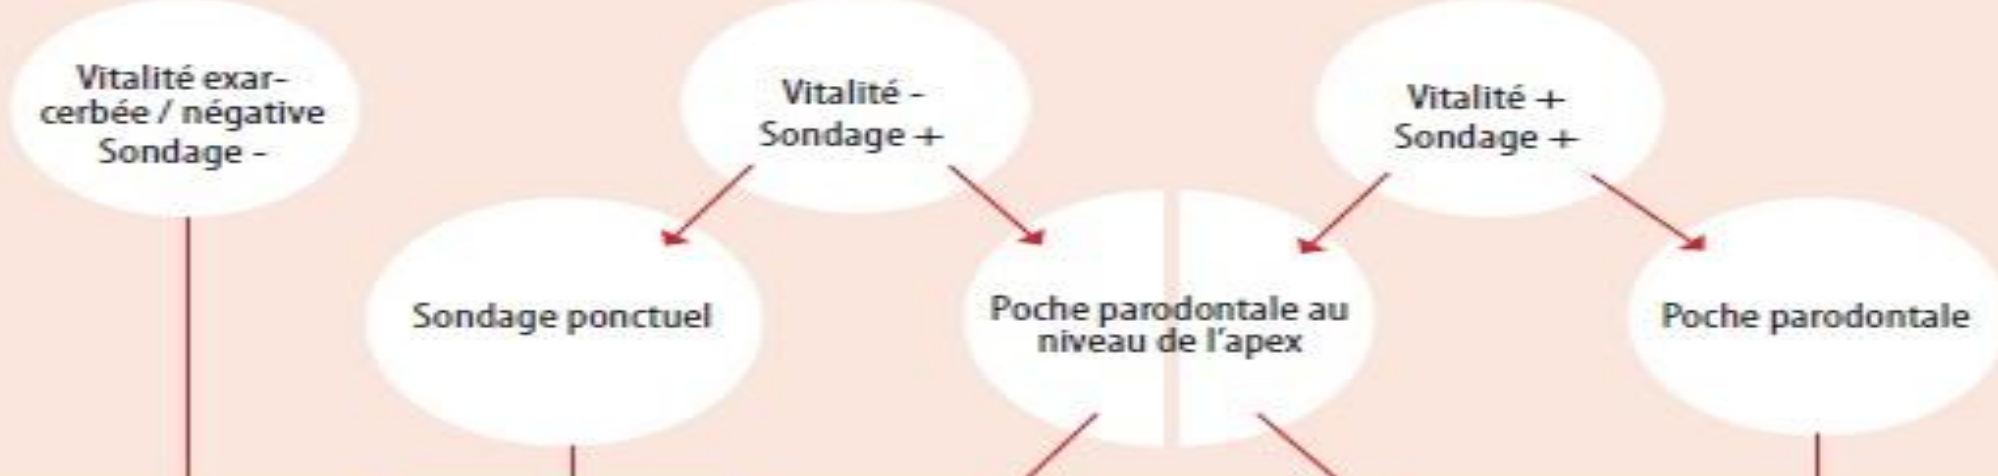 Vitalité exar-
cerbée / négative
Sondage -
Vitalité -
Sondage +
Vitalité +
Sondage +
Sondage ponctuel
Poche parodontale au
niveau de l'apex
Poche parodontale